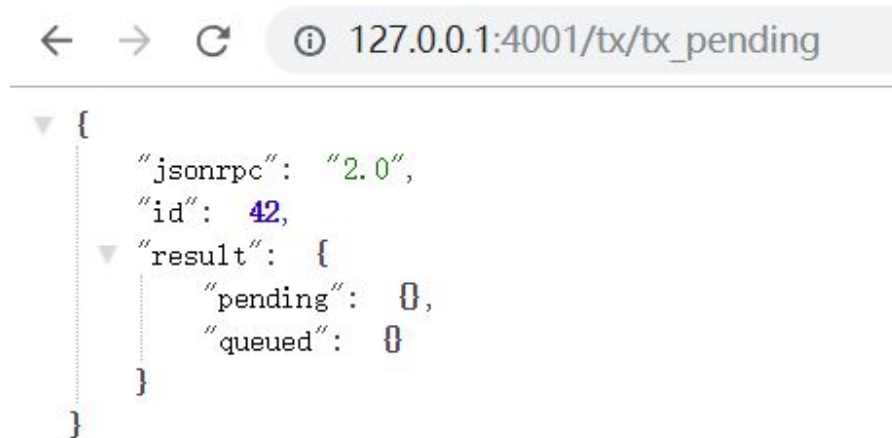 127.0.0.1:4001/tx/tx_pending
{
"jsonrpc": "2.0",
"id": 42,
"result": {
"pending": {},
"queued": {}
}
}